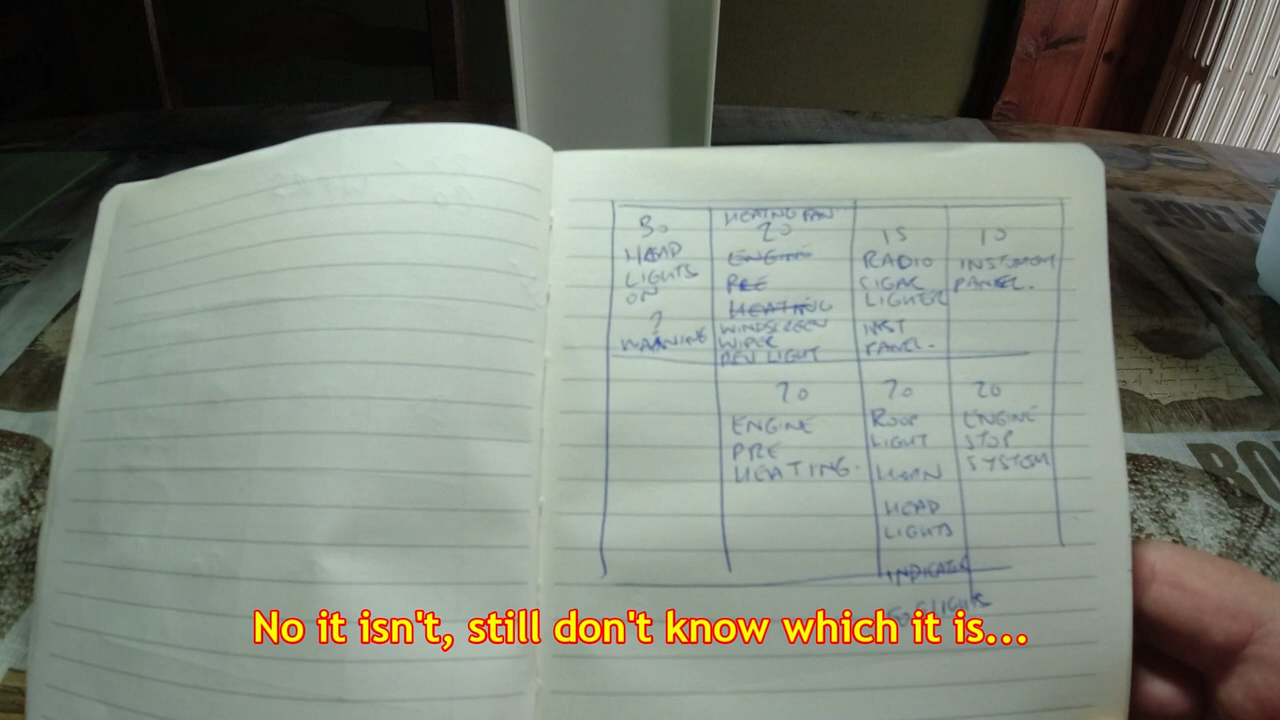 30
HEAD
LIGHTS
ON
?
WARNING
HEATING FAN
20
ENGINE
PRE
HEATING
WINDSCREEN
WIPER
REV LIGHT
15
RADIO
CIGAR
LIGHER
INST
PANEL.
10
PANEL.
20
ENGINE
PRE
HEATING.
20
ROOF
LIGHT
HORN
HEAD
LIGHTS
INDICATOR
FOGLIGHTS
20
ENGINE
STOP
SYSTEM
No it isn't, still don't know which it is...